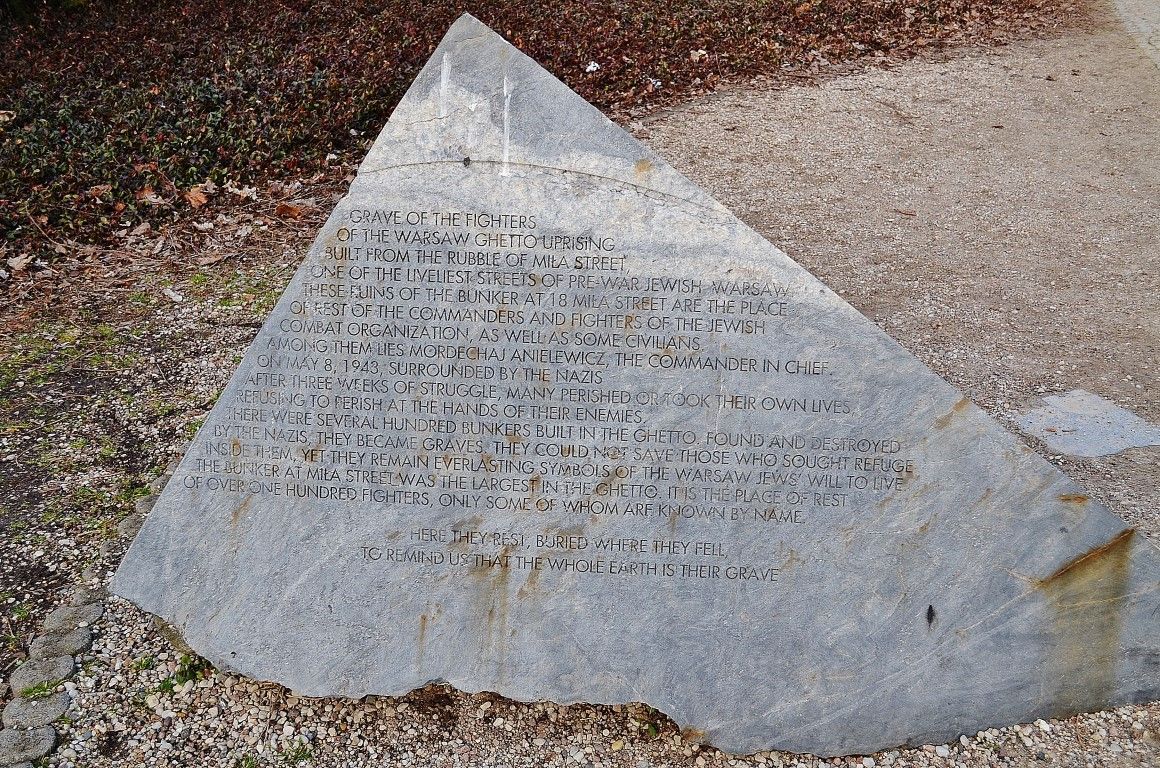 GRAVE OF THE FIGHTERS
OF THE WARSAW GHETTO UPRISING
BUILT FROM THE RUBBLE OF MIŁA STREET,
ONE OF THE LIVELIEST STREETS OF PRE-WAR JEWISH WARSAW
THESE RUINS OF THE BUNKER AT 18 MIŁA STREET ARE THE PLACE
OF REST OF THE COMMANDERS AND FIGHTERS OF THE JEWISH
COMBAT ORGANIZATION, AS WELL AS SOME CIVILIANS.
AMONG THEM LIES MORDECHAJ ANIELEWICZ, THE COMMANDER IN CHIEF.
ON MAY 8, 1943, SURROUNDED BY THE NAZIS
AFTER THREE WEEKS OF STRUGGLE, MANY PERISHED OR TOOK THEIR OWN LIVES,
REFUSING TO PERISH AT THE HANDS OF THEIR ENEMIES.
THERE WERE SEVERAL HUNDRED BUNKERS BUILT IN THE GHETTO. FOUND AND DESTROYED
BY THE NAZIS, THEY BECAME GRAVES. THEY COULD NOT SAVE THOSE WHO SOUGHT REFUGE
INSIDE THEM, YET THEY REMAIN EVERLASTING SYMBOLS OF THE WARSAW JEWS' WILL TO LIVE.
THE BUNKER AT MIŁA STREET WAS THE LARGEST IN THE GHETTO. IT IS THE PLACE OF REST
OF OVER ONE HUNDRED FIGHTERS, ONLY SOME OF WHOM ARE KNOWN BY NAME.
HERE THEY REST, BURIED WHERE THEY FELL,
TO REMIND US THAT THE WHOLE EARTH IS THEIR GRAVE